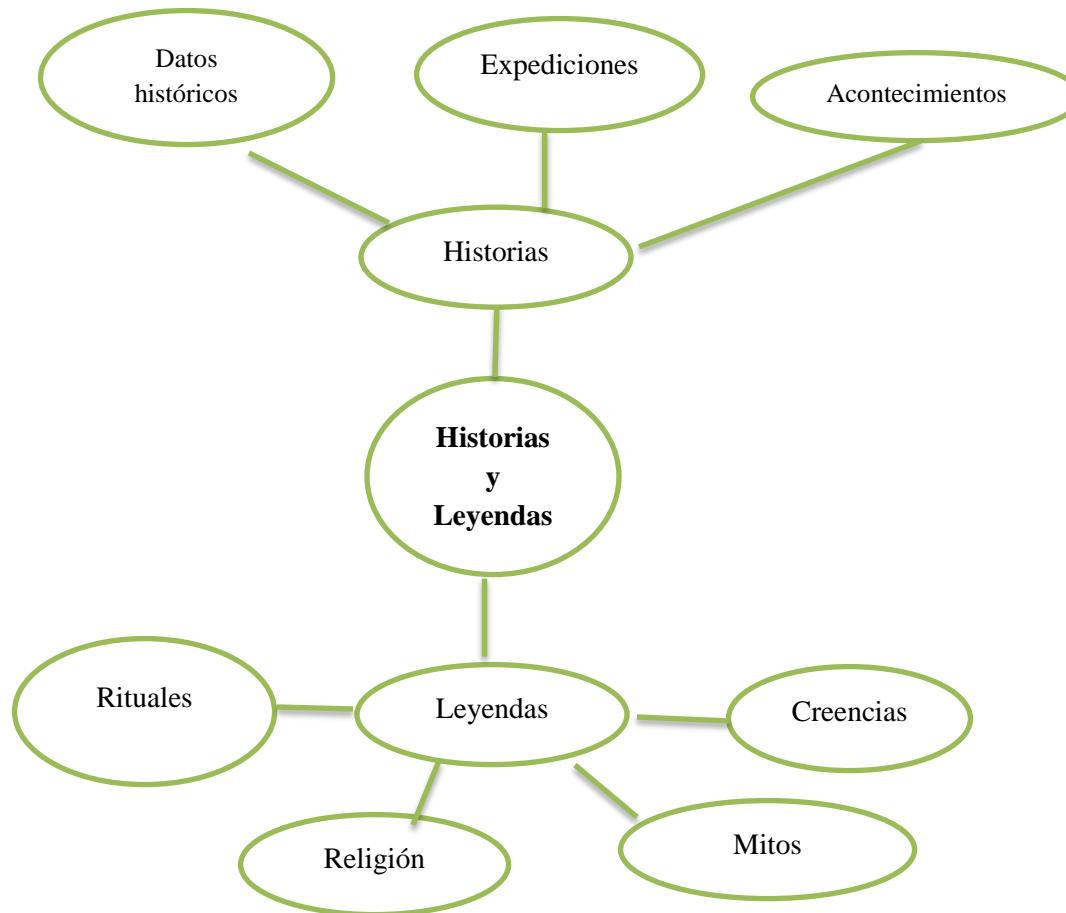 Datos
históricos
Expediciones
Acontecimientos
Historias
Historias
y
Leyendas
Rituales
Leyendas
Creencias
Religión
Mitos